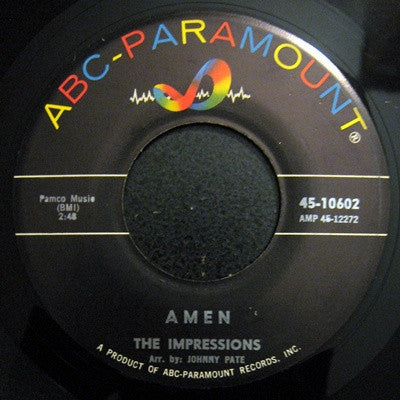 ABC-PARAMOUNT®
Pamco Music
(BMI)
2:48
45-10602
AMP 45-12272
AMEN
THE IMPRESSIONS
Arr. by: JOHNNY PATE
A PRODUCT OF ABC-PARAMOUNT RECORDS, INC.